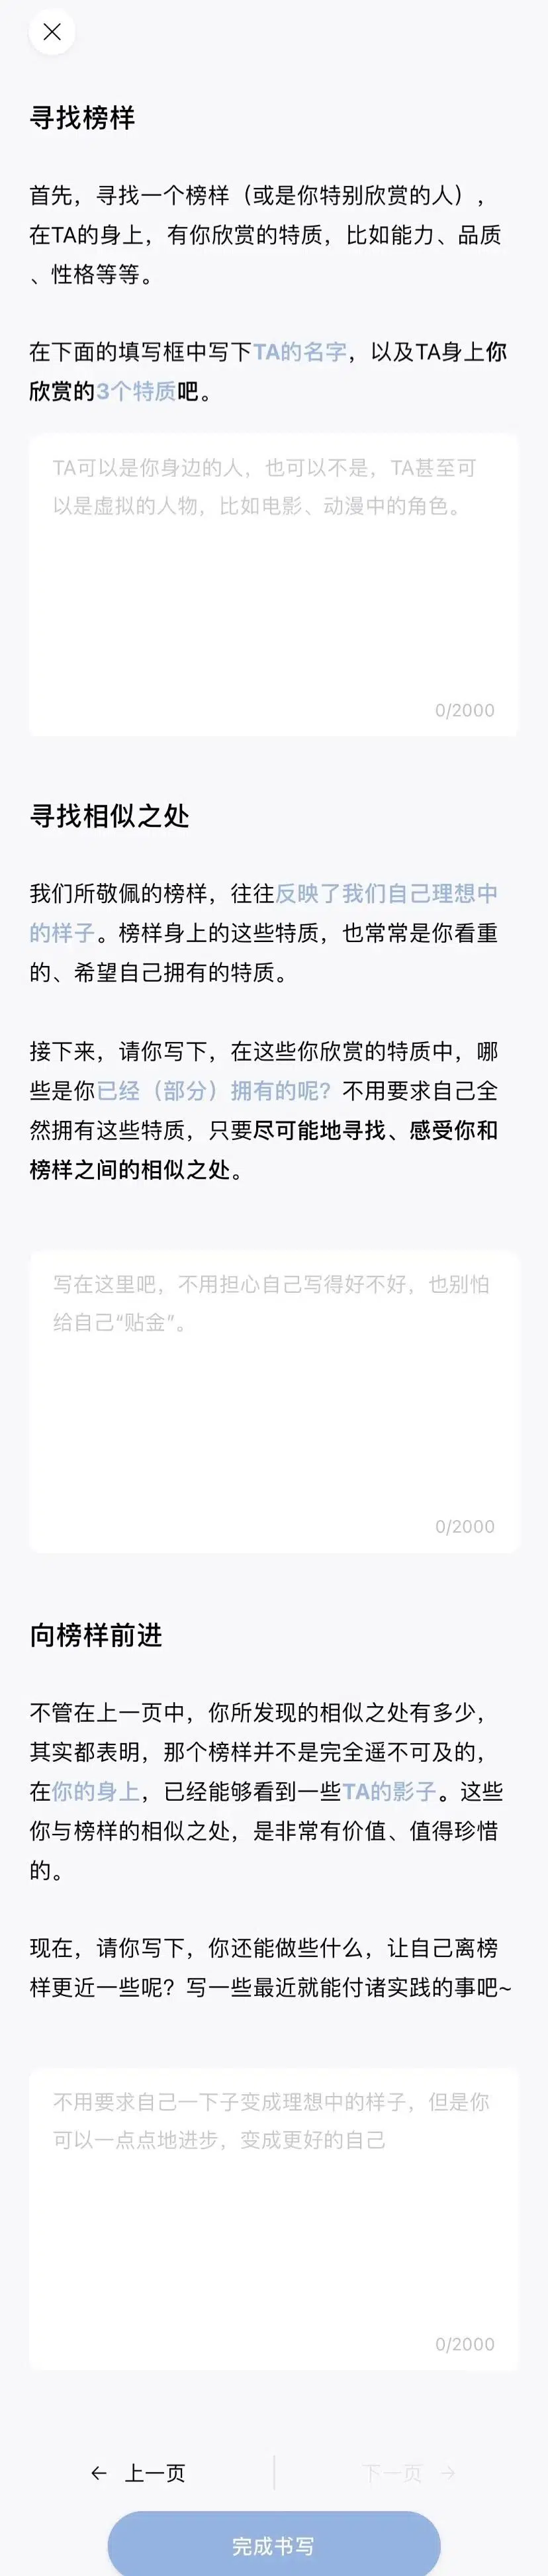 寻找榜样
首先，寻找一个榜样（或是你特别欣赏的人），
在TA的身上，有你欣赏的特质，比如能力、品质
、性格等等。
在下面的填写框中写下TA的名字，以及TA身上你
欣赏的3个特质吧。
TA可以是你身边的人，也可以不是，TA甚至可
以是虚拟的人物，比如电影、动漫中的角色。
0/2000
寻找相似之处
我们所敬佩的榜样，往往反映了我们自己理想中
的样子。榜样身上的这些特质，也常常是你看重
的、希望自己拥有的特质。
接下来，请你写下，在这些你欣赏的特质中，哪
些是你已经（部分）拥有的呢？不用要求自己全
然拥有这些特质，只要尽可能地寻找、感受你和
榜样之间的相似之处。
写在这里吧，不用担心自己写得好不好，也别怕
给自己“贴金”。
0/2000
向榜样前进
不管在上一页中，你所发现的相似之处有多少，
其实都表明，那个榜样并不是完全遥不可及的，
在你的身上，已经能够看到一些TA的影子。这些
你与榜样的相似之处，是非常有价值、值得珍惜
的。
现在，请你写下，你还能做些什么，让自己离榜
样更近一些呢？写一些最近就能付诸实践的事吧~
不用要求自己一下子变成理想中的样子，但是你
可以一点点地进步，变成更好的自己
0/2000
← 上一页 下一页 →
完成书写